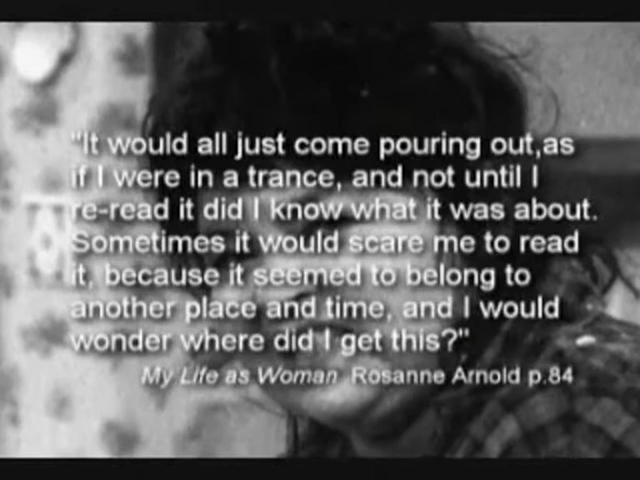 "It would all just come pouring out,as
if I were in a trance, and not until I
re-read it did I know what it was about.
Sometimes it would scare me to read
it, because it seemed to belong to
another place and time, and I would
wonder where did I get this?"
My Life as Woman Rosanne Arnold p.84